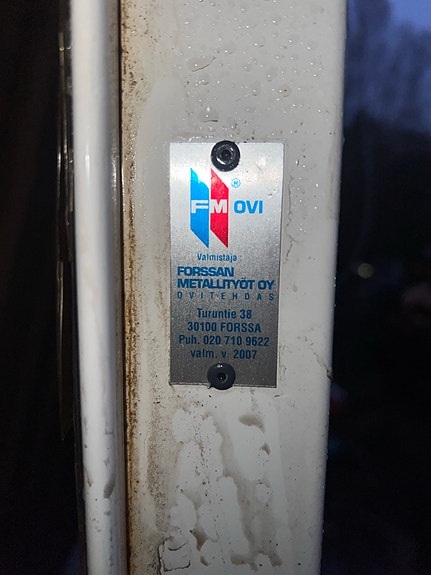 FM OVI ®
Valmistaja
FORSSAN
METALLITYÖT OY
OVITEHDAS
Turuntie 38
30100 FORSSA
Puh. 020 710 9622
valm. v. 2007